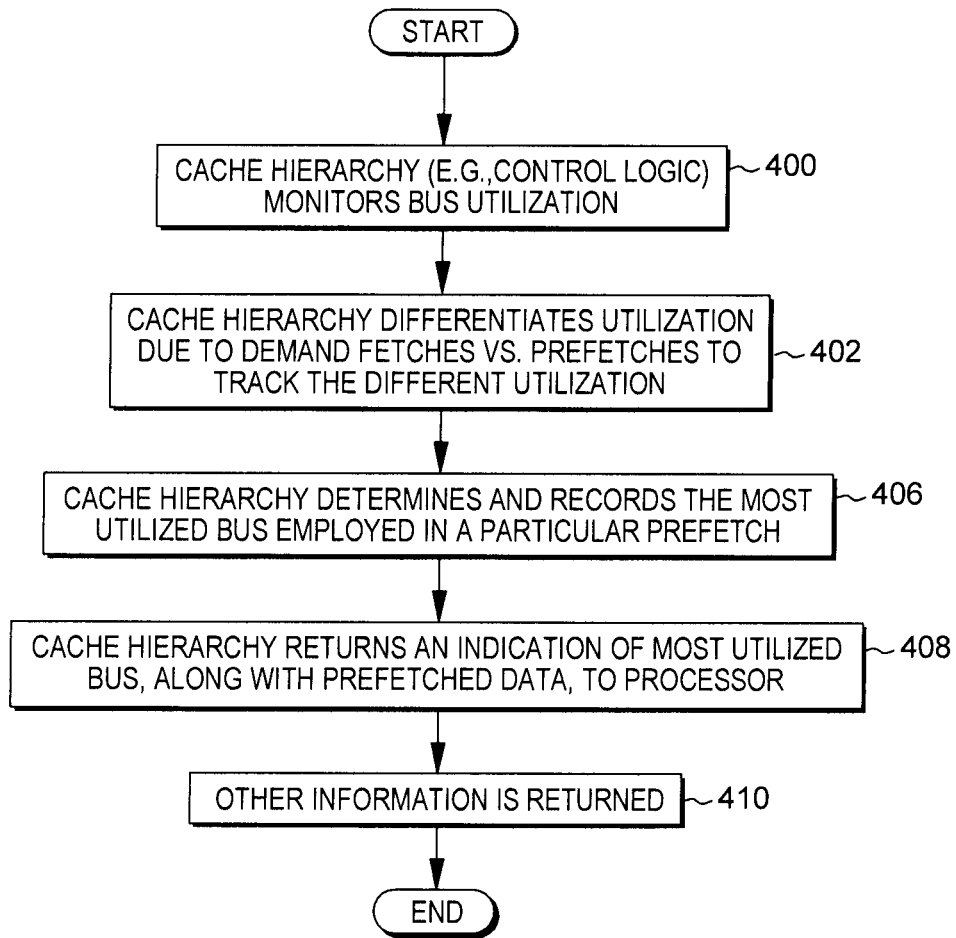 START
CACHE HIERARCHY (E.G.,CONTROL LOGIC)
MONITORS BUS UTILIZATION
400
CACHE HIERARCHY DIFFERENTIATES UTILIZATION
DUE TO DEMAND FETCHES VS. PREFETCHES TO
TRACK THE DIFFERENT UTILIZATION
402
CACHE HIERARCHY DETERMINES AND RECORDS THE MOST
UTILIZED BUS EMPLOYED IN A PARTICULAR PREFETCH
406
CACHE HIERARCHY RETURNS AN INDICATION OF MOST UTILIZED
BUS, ALONG WITH PREFETCHED DATA, TO PROCESSOR
408
OTHER INFORMATION IS RETURNED
410
END